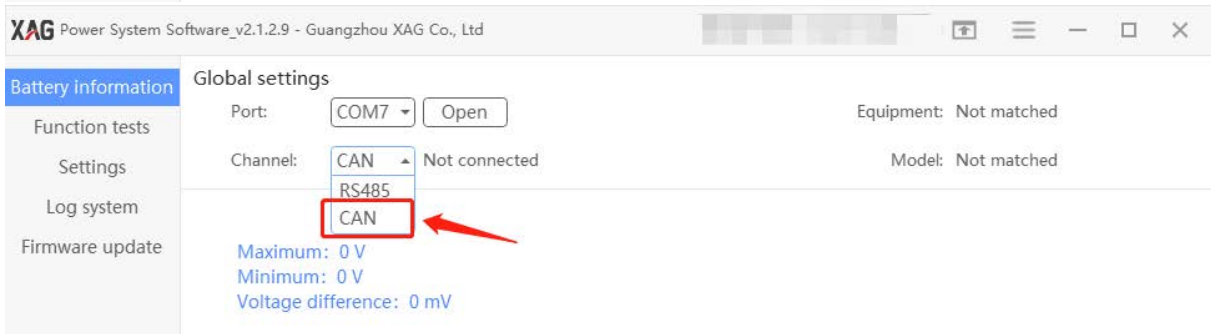 XAG Power System Software_v2.1.2.9 - Guangzhou XAG Co., Ltd
Battery information
Function tests
Settings
Log system
Firmware update
Global settings
Port: COM7 Open Equipment: Not matched
Channel: CAN Not connected Model: Not matched
RS485
CAN
Maximum: 0 V
Minimum: 0 V
Voltage difference: 0 mV